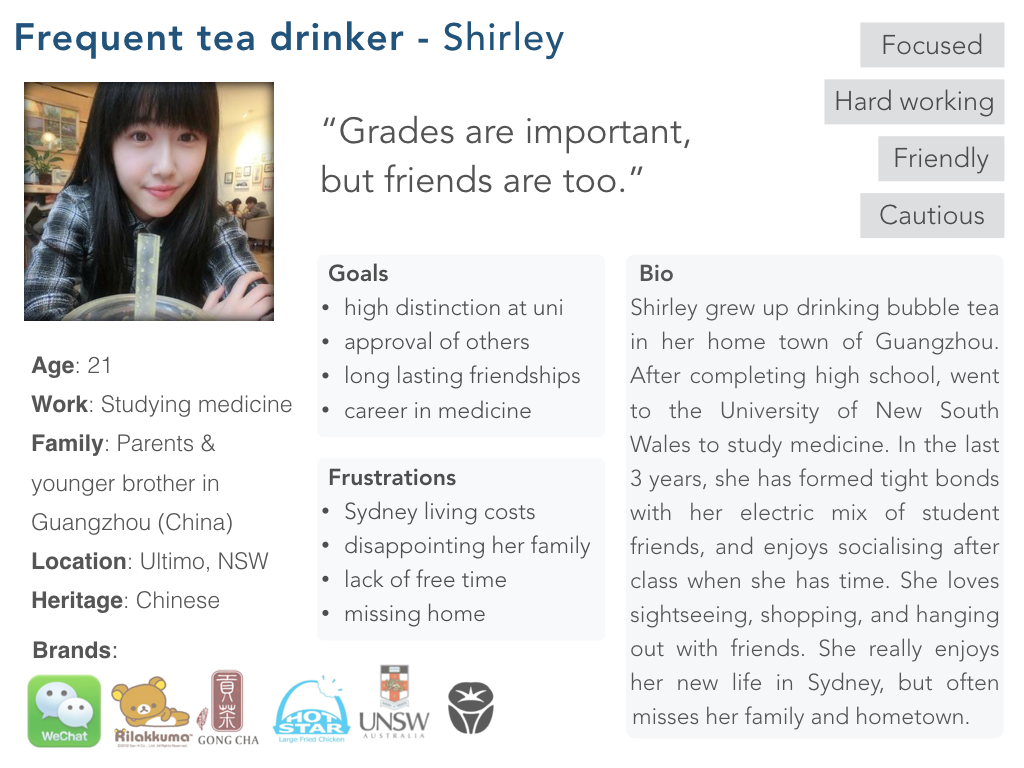 Frequent tea drinker - Shirley
Focused
Hard working
Friendly
Cautious
“Grades are important,
but friends are too.”
Age: 21
Work: Studying medicine
Family: Parents &
younger brother in
Guangzhou (China)
Location: Ultimo, NSW
Heritage: Chinese
Brands:
WeChat
Rilakkuma
貢茶
GONG CHA
HOT
STAR
Large Fried Chicken
UNSW
AUSTRALIA
Goals
• high distinction at uni
• approval of others
• long lasting friendships
• career in medicine
Frustrations
• Sydney living costs
• disappointing her family
• lack of free time
• missing home
Bio
Shirley grew up drinking bubble tea
in her home town of Guangzhou.
After completing high school, went
to the University of New South
Wales to study medicine. In the last
3 years, she has formed tight bonds
with her electric mix of student
friends, and enjoys socialising after
class when she has time. She loves
sightseeing, shopping, and hanging
out with friends. She really enjoys
her new life in Sydney, but often
misses her family and hometown.